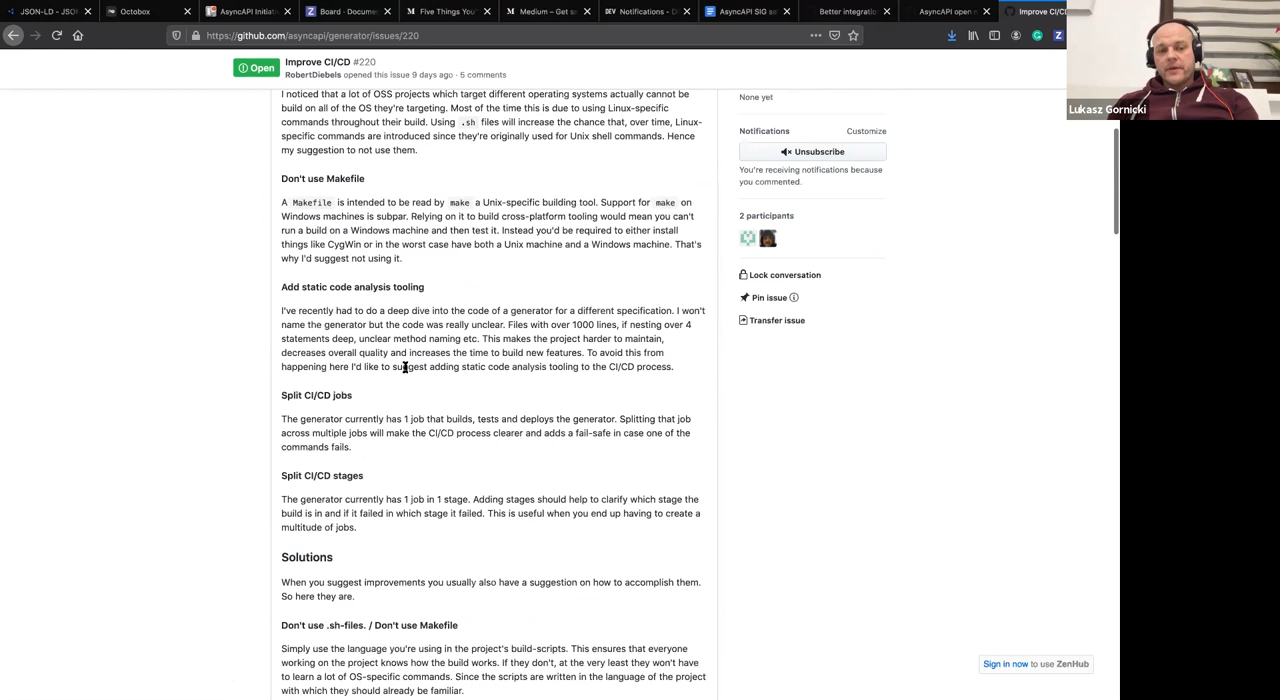 JSON-LD - JSON
Octobox
AsyncAPI Initiati
Board · Docume
Five Things You
Medium – Get s
Notifications - D
AsyncAPI SIG a
Better integratio
AsyncAPI open
Improve CI/CD
https://github.com/asyncapi/generator/issues/220
Open
Improve CI/CD #220
RobertDiebels opened this issue 9 days ago · 5 comments
Lukasz Gornicki
I noticed that a lot of OSS projects which target different operating systems actually cannot be
build on all of the OS they're targeting. Most of the time this is due to using Linux-specific
commands throughout their build. Using .sh files will increase the chance that, over time, Linux-
specific commands are introduced since they're originally used for Unix shell commands. Hence
my suggestion to not use them.
Don't use Makefile
A Makefile is intended to be read by make a Unix-specific building tool. Support for make on
Windows machines is subpar. Relying on it to build cross-platform tooling would mean you can't
run a build on a Windows machine and then test it. Instead you'd be required to either install
things like CygWin or in the worst case have both a Unix machine and a Windows machine. That's
why I'd suggest not using it.
Add static code analysis tooling
I've recently had to do a deep dive into the code of a generator for a different specification. I won't
name the generator but the code was really unclear. Files with over 1000 lines, if nesting over 4
statements deep, unclear method naming etc. This makes the project harder to maintain,
decreases overall quality and increases the time to build new features. To avoid this from
happening here I'd like to suggest adding static code analysis tooling to the CI/CD process.
Split CI/CD jobs
The generator currently has 1 job that builds, tests and deploys the generator. Splitting that job
across multiple jobs will make the CI/CD process clearer and adds a fail-safe in case one of the
commands fails.
Split CI/CD stages
The generator currently has 1 job in 1 stage. Adding stages should help to clarify which stage the
build is in and if it failed in which stage it failed. This is useful when you end up having to create a
multitude of jobs.
Solutions
When you suggest improvements you usually also have a suggestion on how to accomplish them.
So here they are.
Don't use .sh-files. / Don't use Makefile
Simply use the language you're using in the project's build-scripts. This ensures that everyone
working on the project knows how the build works. If they don't, at the very least they won't have
to learn a lot of OS-specific commands. Since the scripts are written in the language of the project
with which they should already be familiar.
None yet
Notifications
Customize
Unsubscribe
You're receiving notifications because
you commented.
2 participants
Lock conversation
Pin issue
Transfer issue
Sign in now to use ZenHub